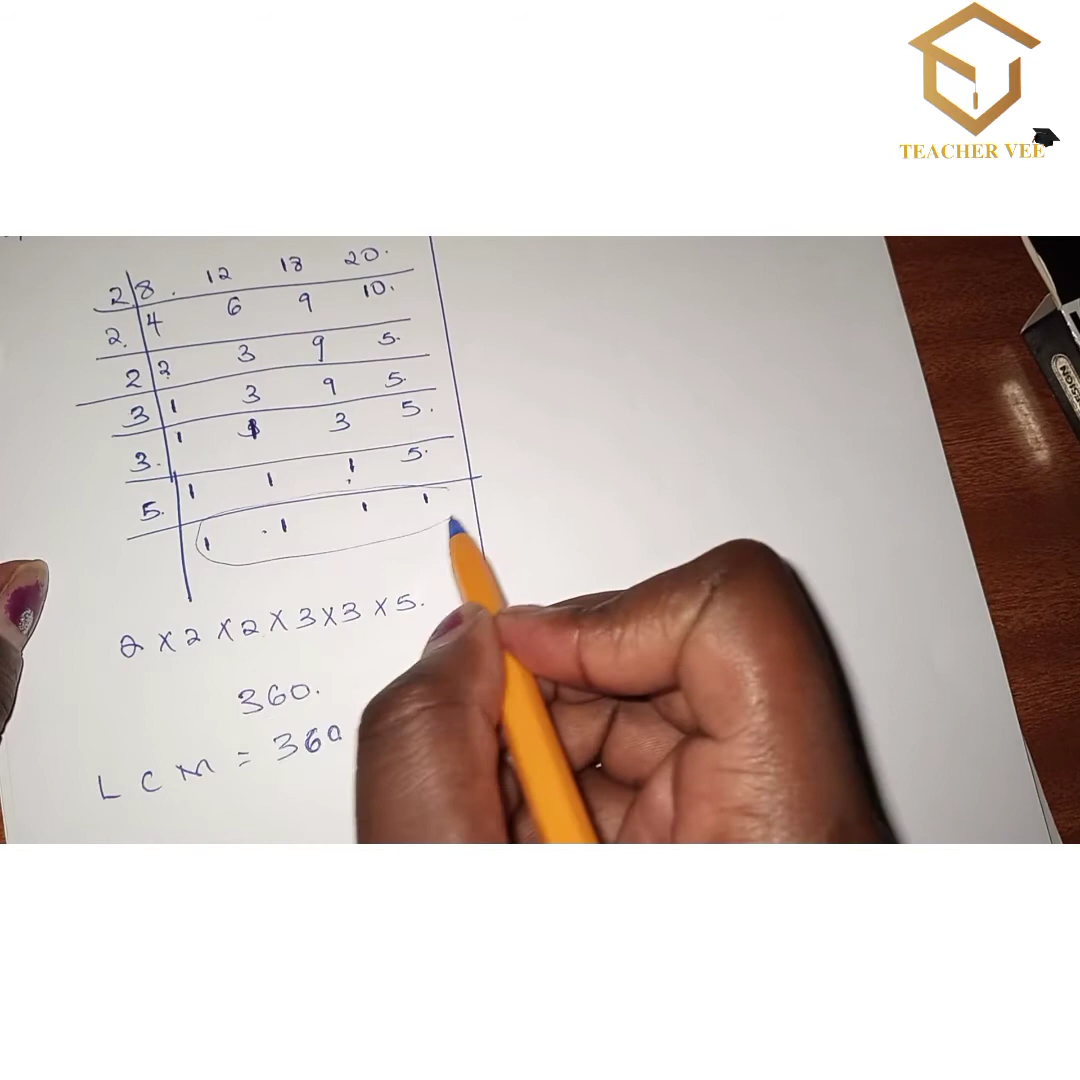 TEACHER VEE
2 8. 12 18 20.
2. 4 6 9 10.
2 2 3 9 5.
3 1 3 9 5.
3. 1 1 3 5.
5. 1 1 1 5.
1 1 1 1
2 X 2 X 2 X 3 X 3 X 5.
360.
LCM = 360